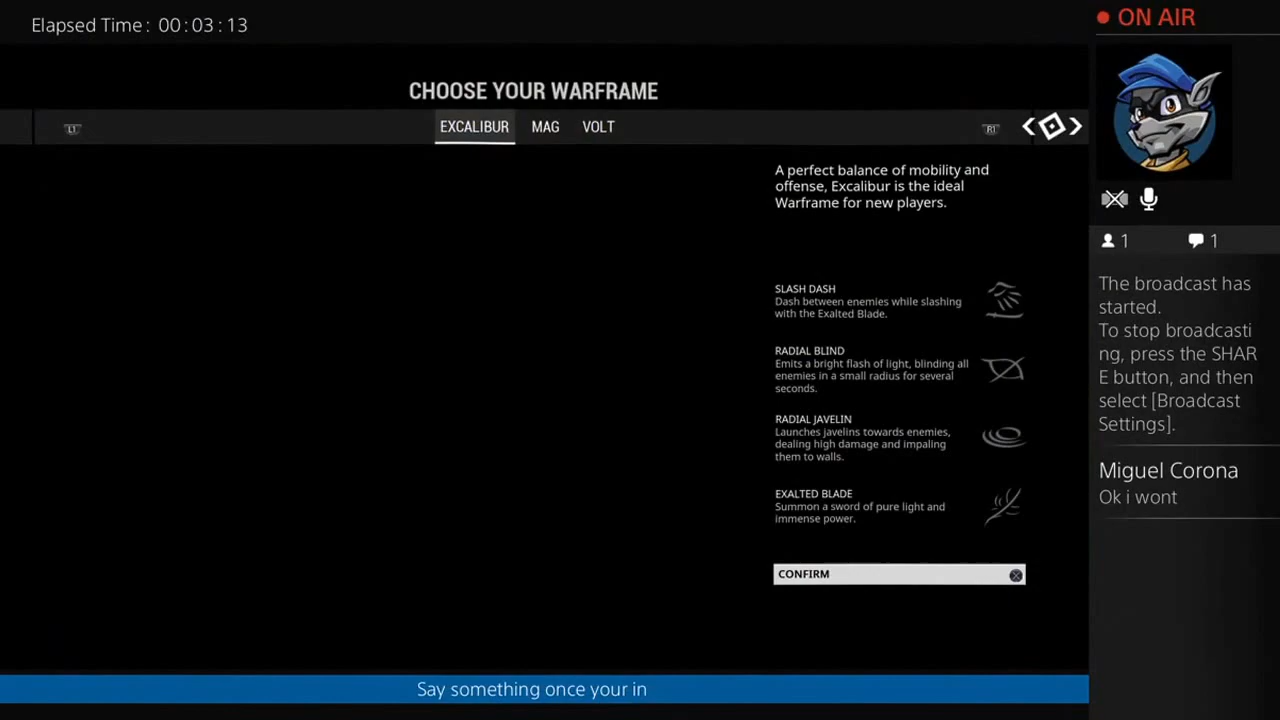 Elapsed Time: 00:03:13
ON AIR
CHOOSE YOUR WARFRAME
L1
EXCALIBUR MAG VOLT
R1
A perfect balance of mobility and
offense, Excalibur is the ideal
Warframe for new players.
SLASH DASH
Dash between enemies while slashing
with the Exalted Blade.
RADIAL BLIND
Emits a bright flash of light, blinding all
enemies in a small radius for several
seconds.
RADIAL JAVELIN
Launches javelins towards enemies,
dealing high damage and impaling
them to walls.
EXALTED BLADE
Summon a sword of pure light and
immense power.
CONFIRM
Say something once your in
1 1
The broadcast has
started.
To stop broadcasti
ng, press the SHAR
E button, and then
select [Broadcast
Settings].
Miguel Corona
Ok i wont